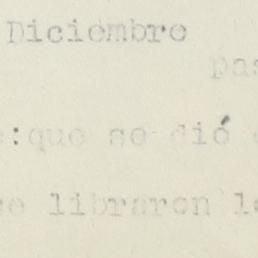 Diciembre
pas
:que se dió
se libraron l